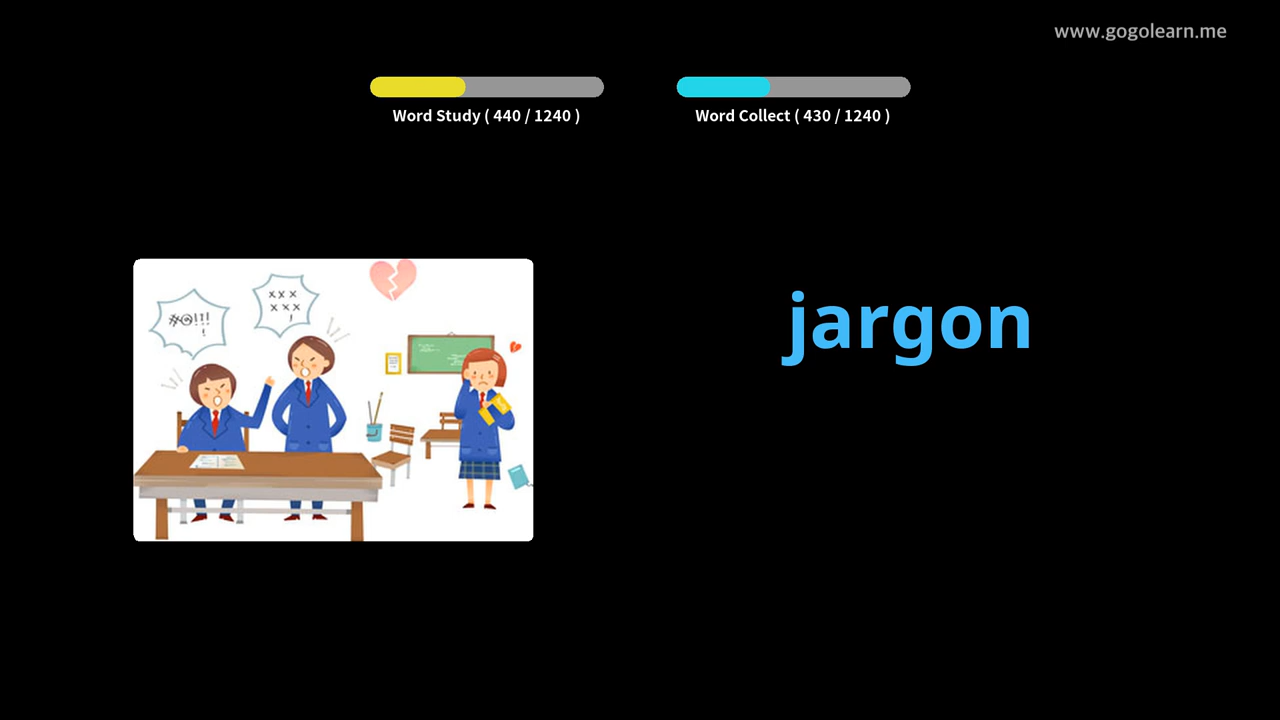 www.gogolearn.me
Word Study ( 440 / 1240 )
Word Collect ( 430 / 1240 )
#@!!!
!
x x x
x x x
!
jargon